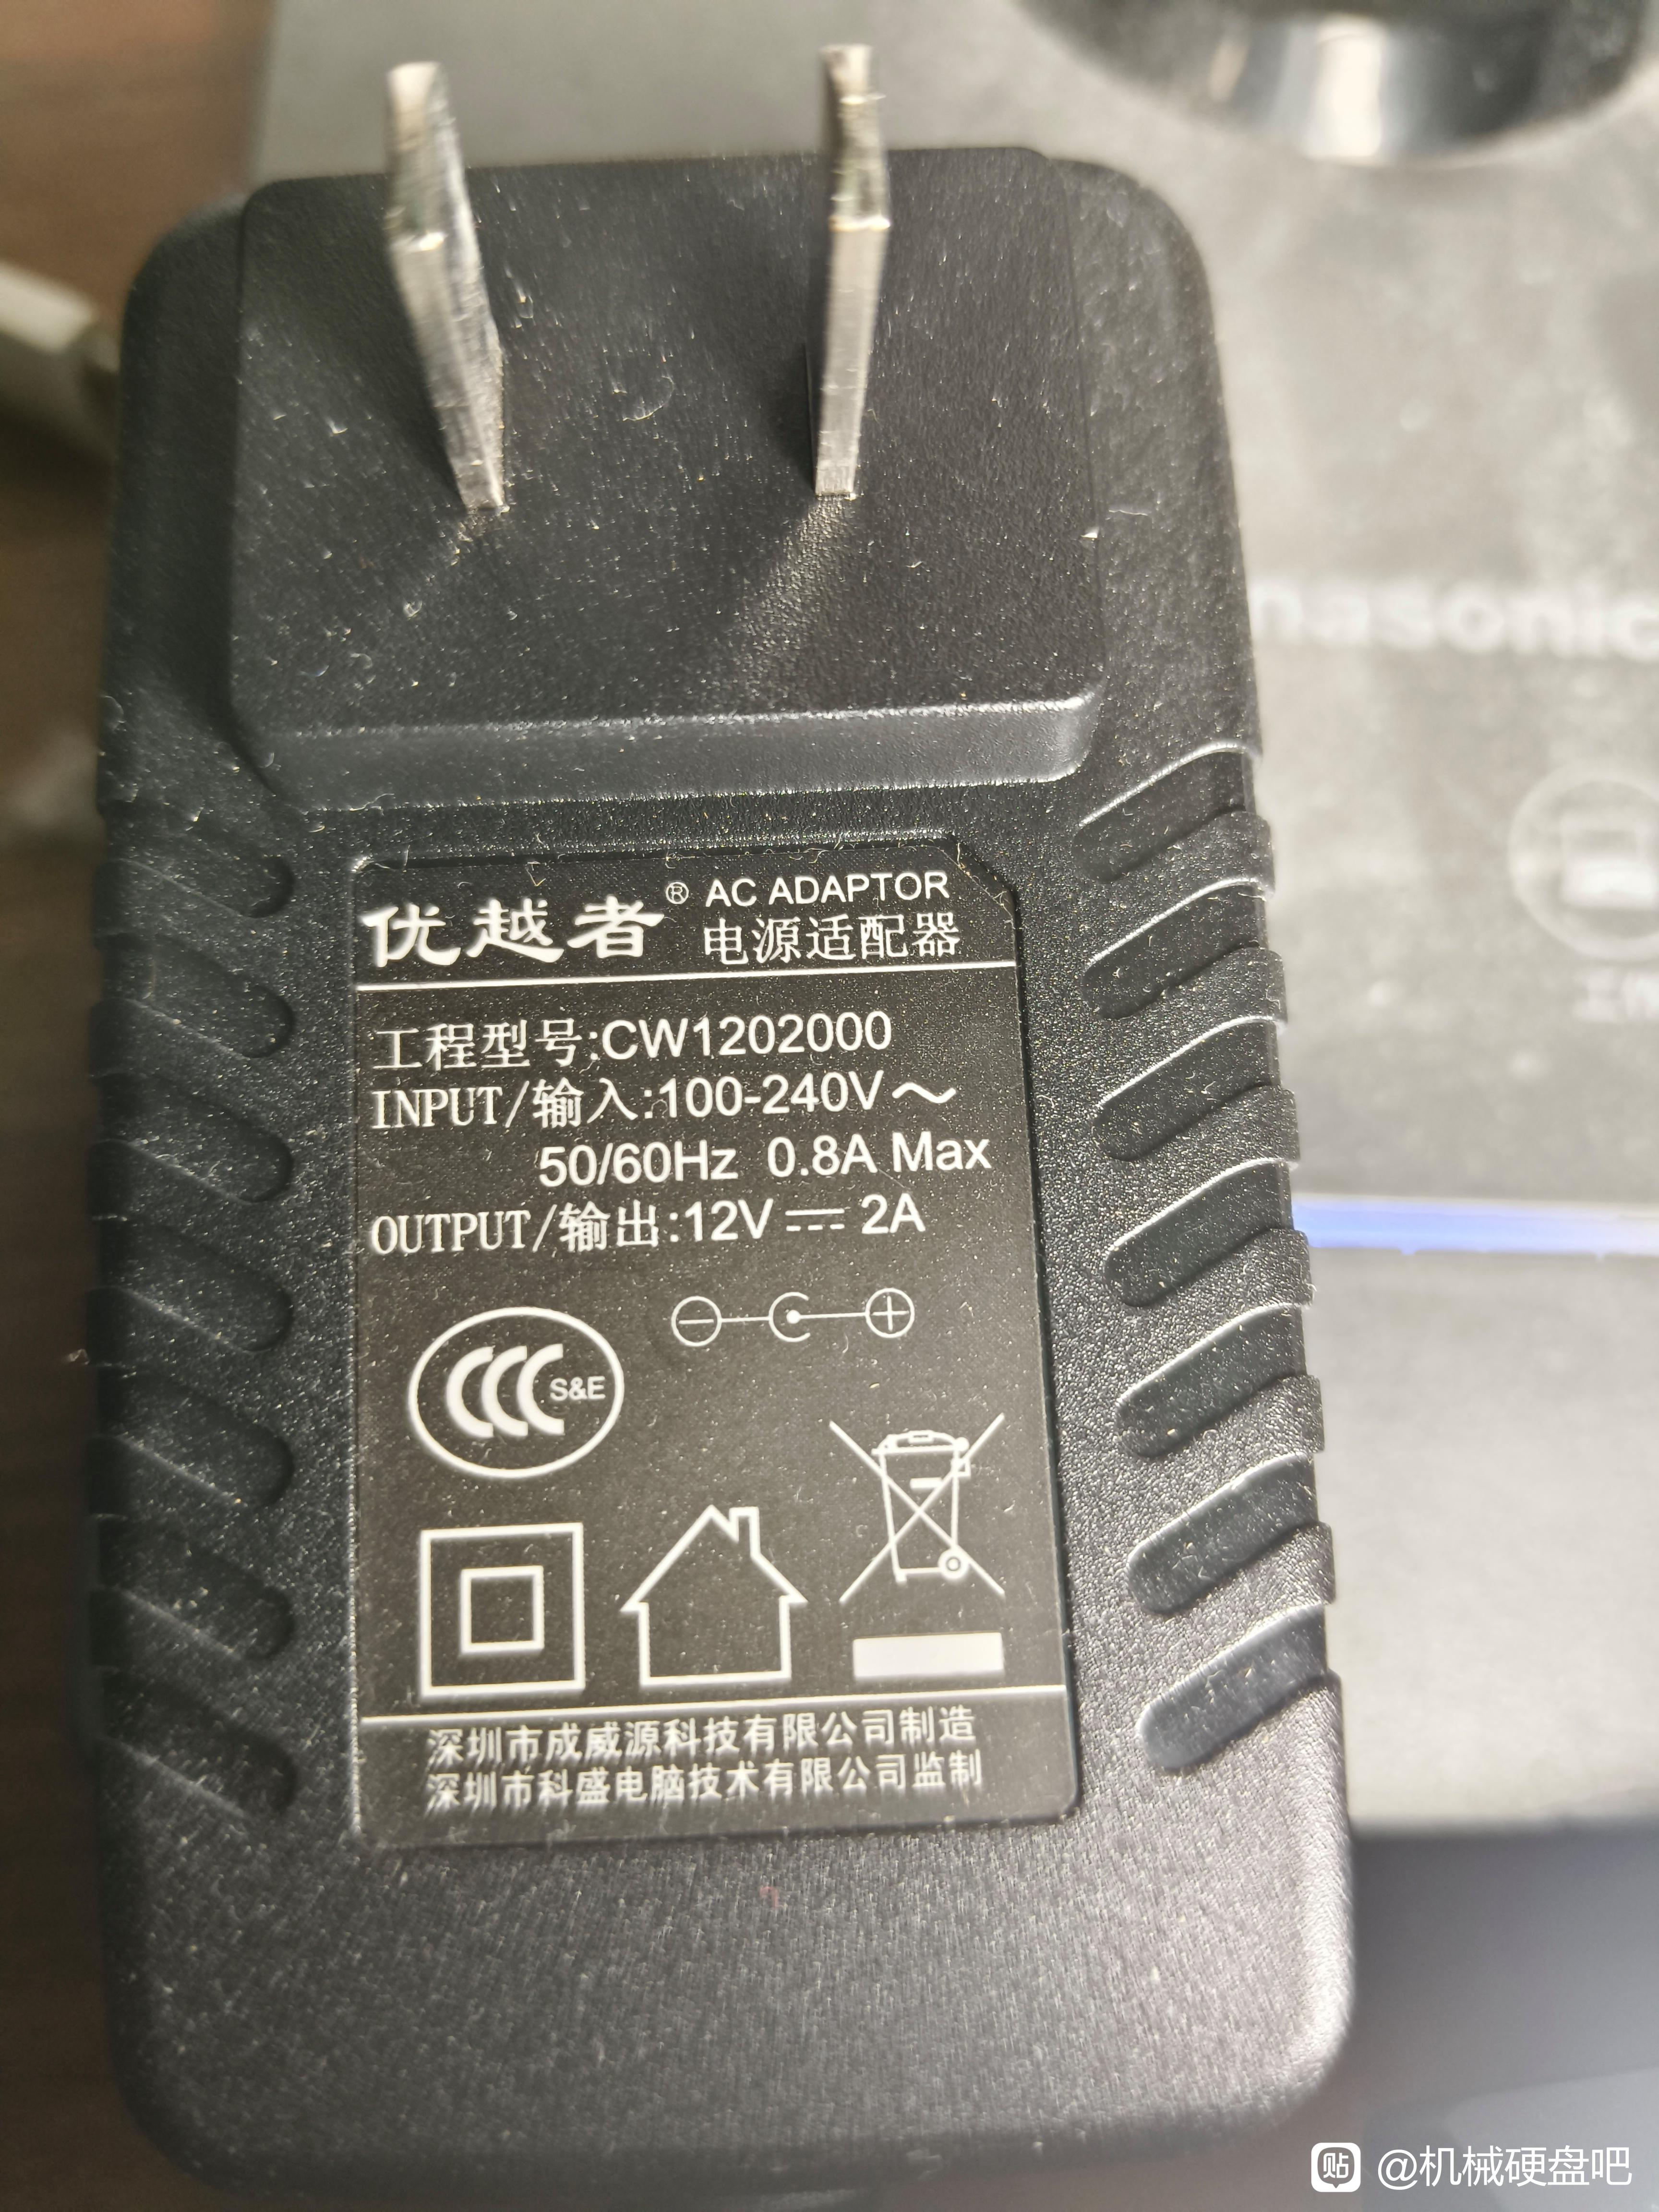 优越者® AC ADAPTOR
电源适配器
工程型号:CW1202000
INPUT/输入:100-240V～
50/60Hz 0.8A Max
OUTPUT/输出:12V⎓2A
S&E
深圳市成威源科技有限公司制造
深圳市科盛电脑技术有限公司监制
nasonic
贴 @机械硬盘吧